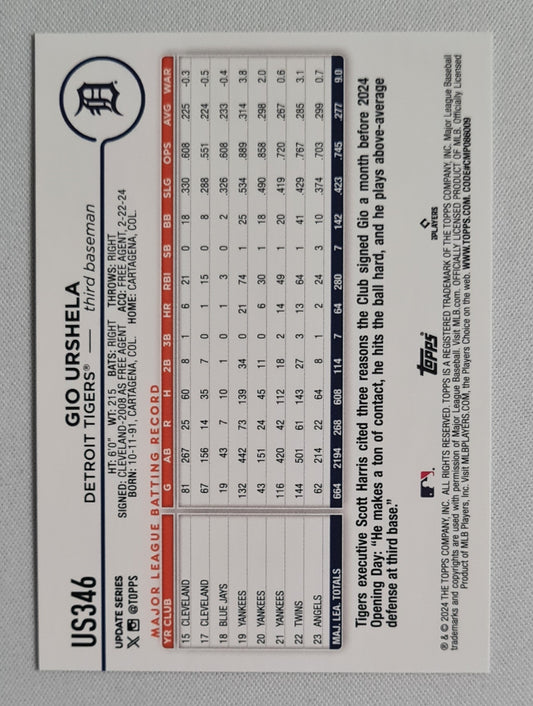 US346
GIO URSHELA
DETROIT TIGERS® — third baseman
UPDATE SERIES
@TOPPS
HT: 6'0" WT: 215 BATS: RIGHT THROWS: RIGHT
SIGNED: CLEVELAND-2008 AS FREE AGENT ACQ: FREE AGENT, 2-22-24
BORN: 10-11-91, CARTAGENA, COL. HOME: CARTAGENA, COL.
MAJOR LEAGUE BATTING RECORD
YR CLUB G AB R H 2B 3B HR RBI SB BB SLG OPS AVG WAR
15 CLEVELAND 81 267 25 60 8 1 6 21 0 18 .330 .608 .225 -0.3
17 CLEVELAND 67 156 14 35 7 0 1 15 0 8 .288 .551 .224 -0.5
18 BLUE JAYS 19 43 7 10 1 0 1 3 0 2 .326 .608 .233 -0.4
19 YANKEES 132 442 73 139 34 0 21 74 1 25 .534 .889 .314 3.8
20 YANKEES 43 151 24 45 11 0 6 30 1 18 .490 .858 .298 2.0
21 YANKEES 116 420 42 112 18 2 14 49 1 20 .419 .720 .267 0.6
22 TWINS 144 501 61 143 27 3 13 64 1 41 .429 .767 .285 3.1
23 ANGELS 62 214 22 64 8 1 2 24 3 10 .374 .703 .299 0.7
MAJ. LEA. TOTALS 664 2194 268 608 114 7 64 280 7 142 .423 .745 .277 9.0
Tigers executive Scott Harris cited three reasons the Club signed Gio a month before 2024
Opening Day: "He makes a ton of contact, he hits the ball hard, and he plays above-average
defense at third base."
topps®
PLAYERS
® & © 2024 THE TOPPS COMPANY, INC. ALL RIGHTS RESERVED. TOPPS IS A REGISTERED TRADEMARK OF THE TOPPS COMPANY, INC. Major League Baseball
trademarks and copyrights are used with permission of Major League Baseball. Visit MLB.com. OFFICIALLY LICENSED PRODUCT OF MLB. Officially Licensed
Product of MLB Players, Inc. Visit MLBPLAYERS.COM, the Players Choice on the web. WWW.TOPPS.COM. CODE#CMP086009